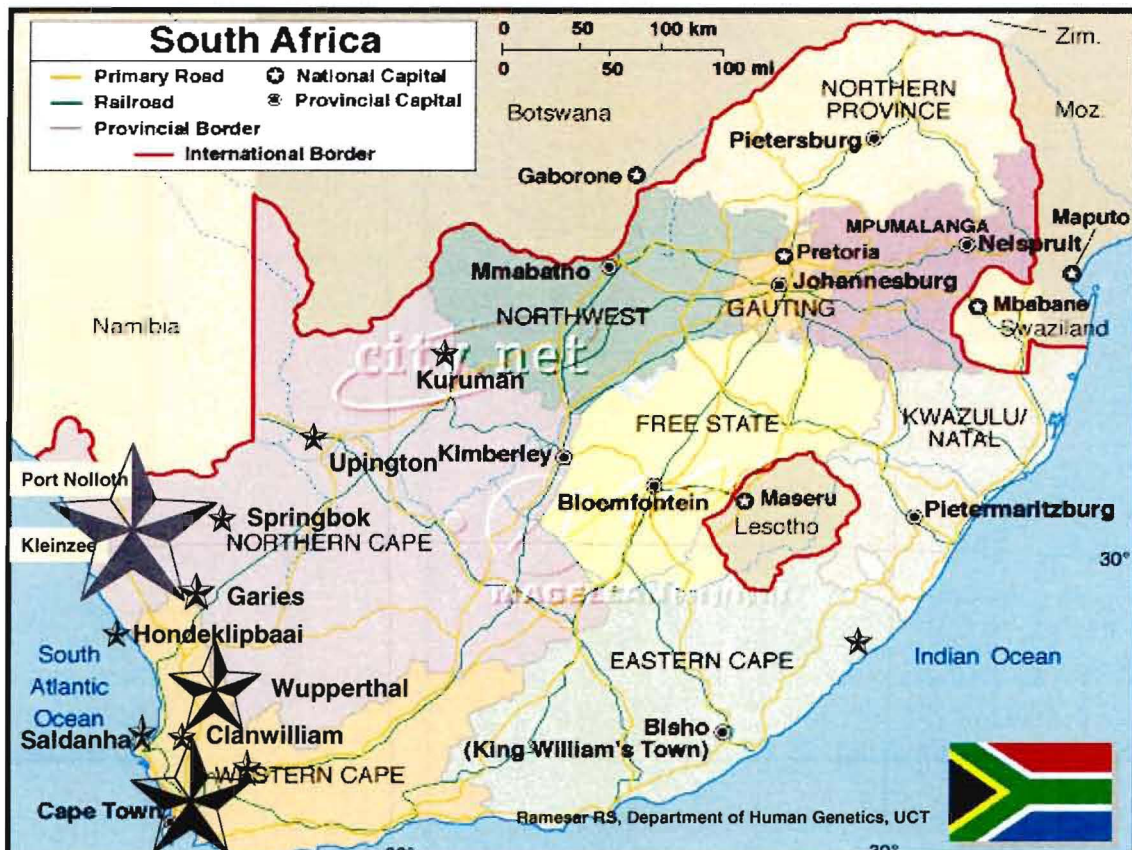 South Africa
Primary Road
National Capital
Railroad
Provincial Capital
Provincial Border
International Border
0 50 100 km
0 50 100 mi
Zim.
Botswana
NORTHERN
PROVINCE
Moz.
Pietersburg
Gaborone
Maputo
MPUMALANGA
Nelspruit
Pretoria
Mmabatho
Johannesburg
Mbabane
Swaziland
Namibia
NORTHWEST
GAUTING
city.net
Kuruman
FREE STATE
KWAZULU/
NATAL
Upington
Kimberley
Port Nolloth
Bloomfontein
Maseru
Lesotho
Pietermaritzburg
Springbok
NORTHERN CAPE
Kleinzee
30°
Garies
Hondeklipbaai
South
Atlantic
Ocean
EASTERN CAPE
Indian Ocean
Wupperthal
Saldanha
Clanwilliam
Bisho
(King William's Town)
WESTERN CAPE
Cape Town
Ramesar RS, Department of Human Genetics, UCT